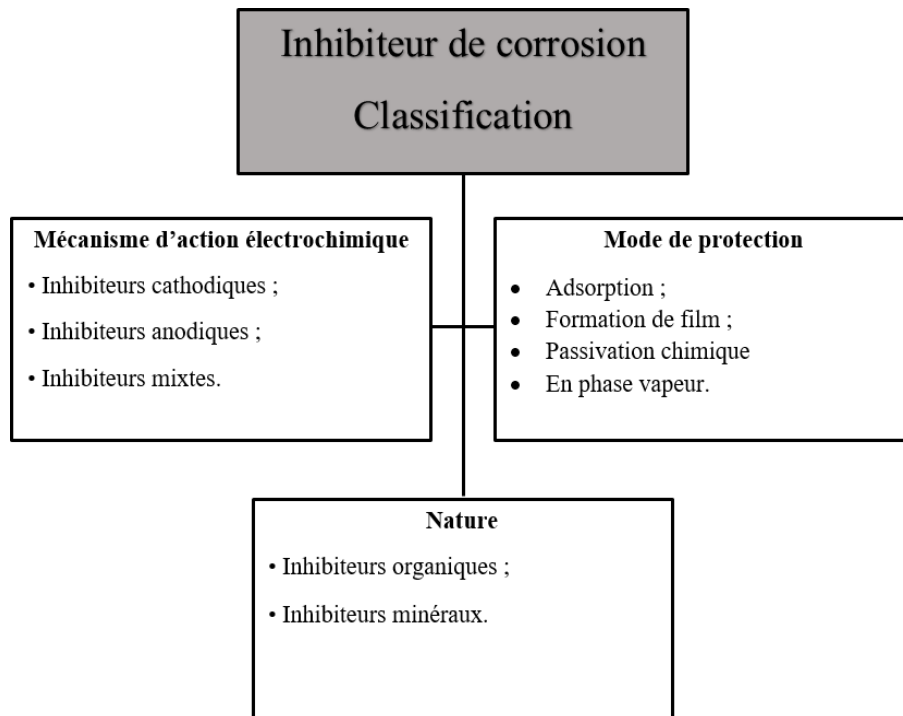 Inhibiteur de corrosion
Classification
Mécanisme d’action électrochimique
• Inhibiteurs cathodiques ;
• Inhibiteurs anodiques ;
• Inhibiteurs mixtes.
Mode de protection
• Adsorption ;
• Formation de film ;
• Passivation chimique
• En phase vapeur.
Nature
• Inhibiteurs organiques ;
• Inhibiteurs minéraux.